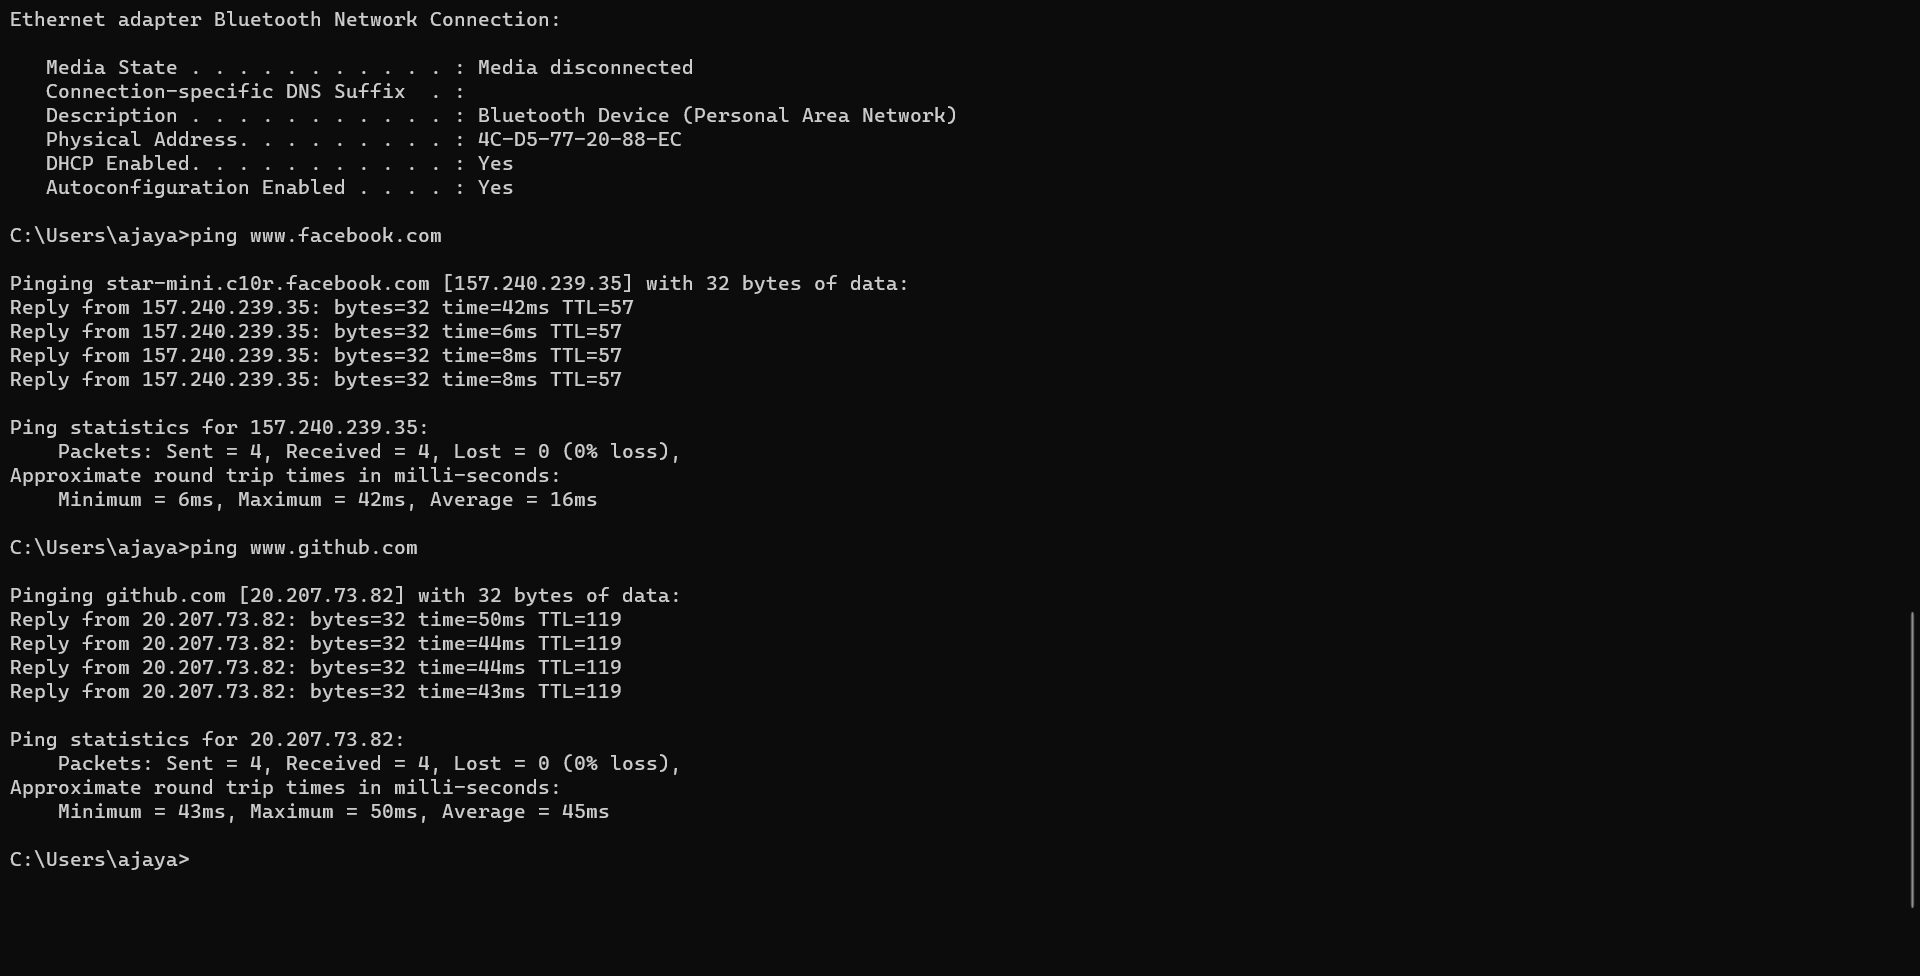 Ethernet adapter Bluetooth Network Connection:
   Media State . . . . . . . . . . . : Media disconnected
   Connection-specific DNS Suffix  . :
   Description . . . . . . . . . . . : Bluetooth Device (Personal Area Network)
   Physical Address. . . . . . . . . : 4C-D5-77-20-88-EC
   DHCP Enabled. . . . . . . . . . . : Yes
   Autoconfiguration Enabled . . . . : Yes
C:\Users\ajaya>ping www.facebook.com
Pinging star-mini.c10r.facebook.com [157.240.239.35] with 32 bytes of data:
Reply from 157.240.239.35: bytes=32 time=42ms TTL=57
Reply from 157.240.239.35: bytes=32 time=6ms TTL=57
Reply from 157.240.239.35: bytes=32 time=8ms TTL=57
Reply from 157.240.239.35: bytes=32 time=8ms TTL=57
Ping statistics for 157.240.239.35:
    Packets: Sent = 4, Received = 4, Lost = 0 (0% loss),
Approximate round trip times in milli-seconds:
    Minimum = 6ms, Maximum = 42ms, Average = 16ms
C:\Users\ajaya>ping www.github.com
Pinging github.com [20.207.73.82] with 32 bytes of data:
Reply from 20.207.73.82: bytes=32 time=50ms TTL=119
Reply from 20.207.73.82: bytes=32 time=44ms TTL=119
Reply from 20.207.73.82: bytes=32 time=44ms TTL=119
Reply from 20.207.73.82: bytes=32 time=43ms TTL=119
Ping statistics for 20.207.73.82:
    Packets: Sent = 4, Received = 4, Lost = 0 (0% loss),
Approximate round trip times in milli-seconds:
    Minimum = 43ms, Maximum = 50ms, Average = 45ms
C:\Users\ajaya>